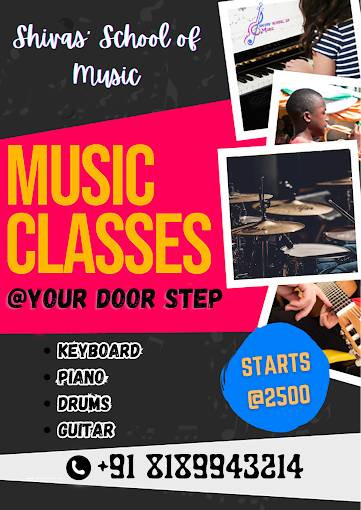 Shivas' School of
Music
MUSIC
CLASSES
@YOUR DOOR STEP
KEYBOARD
PIANO
DRUMS
GUITAR
STARTS
@2500
+91 8189943214